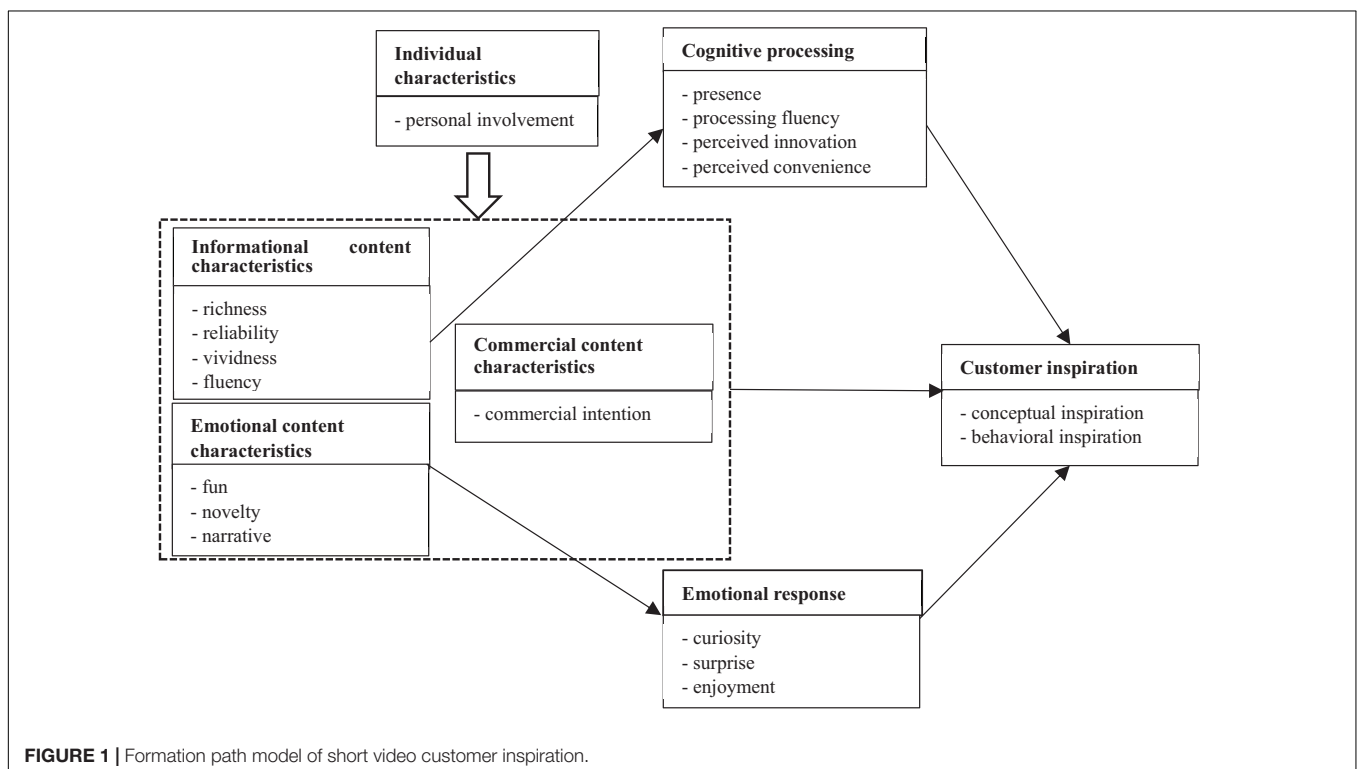 Individual
characteristics
- personal involvement
Cognitive processing
- presence
- processing fluency
- perceived innovation
- perceived convenience
Informational content
characteristics
- richness
- reliability
- vividness
- fluency
Commercial content
characteristics
- commercial intention
Emotional content
characteristics
- fun
- novelty
- narrative
Customer inspiration
- conceptual inspiration
- behavioral inspiration
Emotional response
- curiosity
- surprise
- enjoyment
FIGURE 1 | Formation path model of short video customer inspiration.